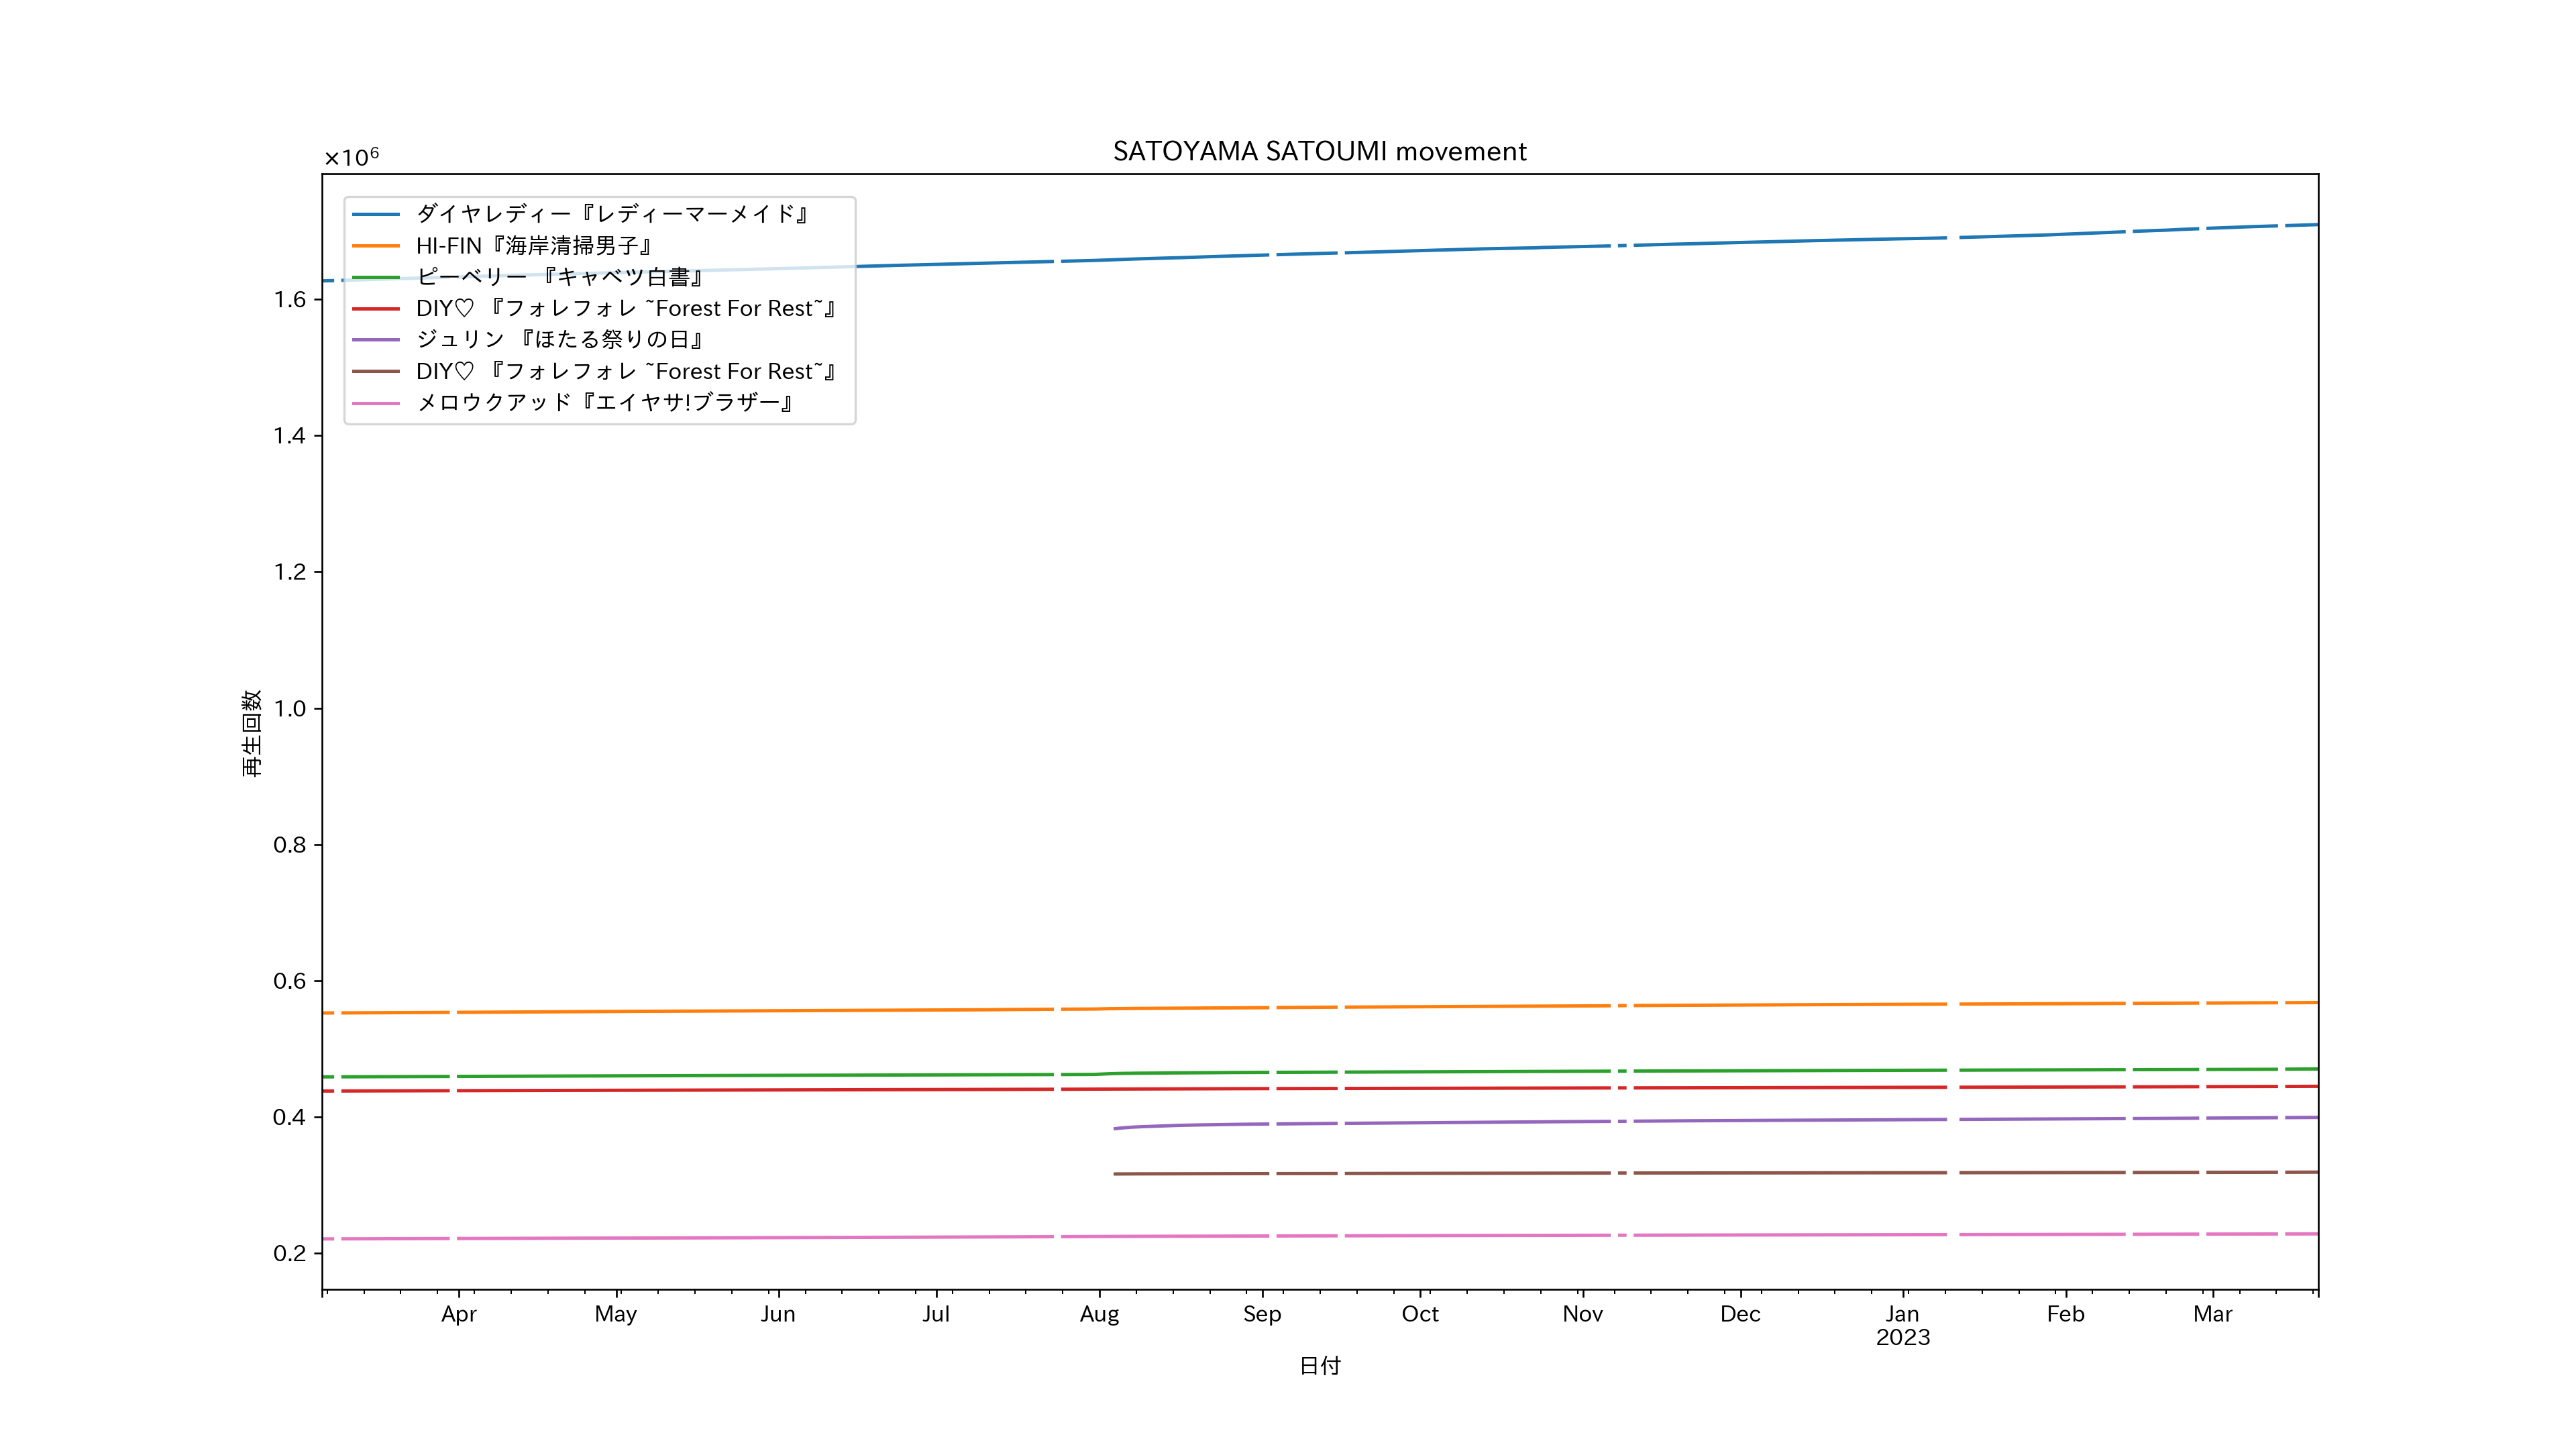 SATOYAMA SATOUMI movement
×10⁶
ダイヤレディー『レディーマーメイド』
HI-FIN『海岸清掃男子』
ピーベリー 『キャベツ白書』
DIY♡ 『フォレフォレ ~Forest For Rest~』
ジュリン 『ほたる祭りの日』
DIY♡ 『フォレフォレ ~Forest For Rest~』
メロウクアッド『エイヤサ!ブラザー』
1.6
1.4
1.2
1.0
0.8
0.6
0.4
0.2
再生回数
Apr May Jun Jul Aug Sep Oct Nov Dec Jan Feb Mar
2023
日付